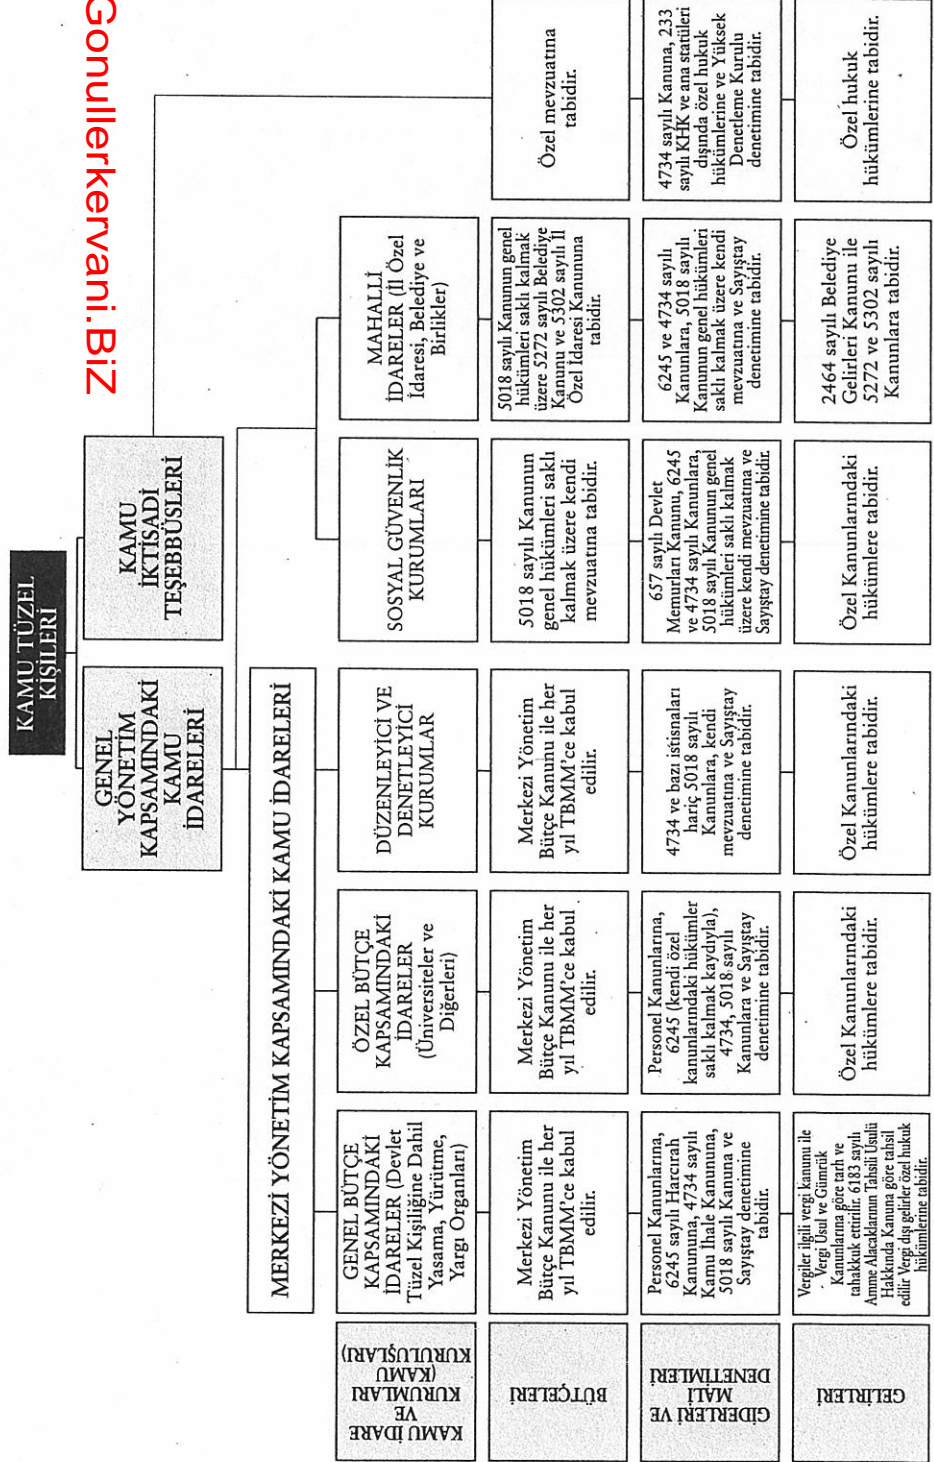 Gonullerkervani.BiZ
KAMU TÜZEL
KİŞİLERİ
GENEL
YÖNETİM
KAPSAMINDAKİ
KAMU
İDARELERİ
KAMU
İKTİSADİ
TEŞEBBÜSLERİ
MERKEZİ YÖNETİM KAPSAMINDAKİ KAMU İDARELERİ
KAMU İDARE
VE
KURUMLARI
(KAMU
KURULUŞLARI)
GENEL BÜTÇE
KAPSAMINDAKİ
İDARELER (Devlet
Tüzel Kişiliğine Dahil
Yasama, Yürütme,
Yargı Organları)
ÖZEL BÜTÇE
KAPSAMINDAKİ
İDARELER
(Üniversiteler ve
Diğerleri)
DÜZENLEYİCİ VE
DENETLEYİCİ
KURUMLAR
SOSYAL GÜVENLİK
KURUMLARI
MAHALLİ
İDARELER (İl Özel
İdaresi, Belediye ve
Birlikler)
BÜTÇELERİ
Merkezi Yönetim
Bütçe Kanunu ile her
yıl TBMM'ce kabul
edilir.
Merkezi Yönetim
Bütçe Kanunu ile her
yıl TBMM'ce kabul
edilir.
Merkezi Yönetim
Bütçe Kanunu ile her
yıl TBMM'ce kabul
edilir.
5018 sayılı Kanunun
genel hükümleri saklı
kalmak üzere kendi
mevzuatına tabidir.
5018 sayılı Kanunun genel
hükümleri saklı kalmak
üzere 5272 sayılı Belediye
Kanunu ve 5302 sayılı İl
Özel İdaresi Kanununa
tabidir.
Özel mevzuatına
tabidir.
GİDERLERİ VE
MALİ
DENETİMLERİ
Personel Kanunlarına,
6245 sayılı Harcırah
Kanununa, 4734 sayılı
Kamu İhale Kanununa,
5018 sayılı Kanuna ve
Sayıştay denetimine
tabidir.
Personel Kanunlarına,
6245 (kendi özel
kanunlarındaki hükümler
saklı kalmak kaydıyla),
4734, 5018 sayılı
Kanunlara ve Sayıştay
denetimine tabidir.
4734 ve bazı istisnaları
hariç 5018 sayılı
Kanunlara, kendi
mevzuatına ve Sayıştay
denetimine tabidir.
657 sayılı Devlet
Memurları Kanunu, 6245
ve 4734 sayılı Kanunlara,
5018 sayılı Kanunun genel
hükümleri saklı kalmak
üzere kendi mevzuatına ve
Sayıştay denetimine tabidir.
6245 ve 4734 sayılı
Kanunlara, 5018 sayılı
Kanunun genel hükümleri
saklı kalmak üzere kendi
mevzuatına ve Sayıştay
denetimine tabidir.
4734 sayılı Kanuna, 233
sayılı KHK ve ana statüleri
dışında özel hukuk
hükümlerine ve Yüksek
Denetleme Kurulu
denetimine tabidir.
GELİRLERİ
Vergiler ilgili vergi kanunu ile
Vergi Usul ve Gümrük
Kanunlarına göre tarh ve
tahakkuk ettirilir. 6183 sayılı
Amme Alacaklarının Tahsili Usulü
Hakkında Kanuna göre tahsil
edilir Vergi dışı gelirler özel hukuk
hükümlerine tabidir.
Özel Kanunlarındaki
hükümlere tabidir.
Özel Kanunlarındaki
hükümlere tabidir.
Özel Kanunlarındaki
hükümlere tabidir.
2464 sayılı Belediye
Gelirleri Kanunu ile
5272 ve 5302 sayılı
Kanunlara tabidir.
Özel hukuk
hükümlerine tabidir.